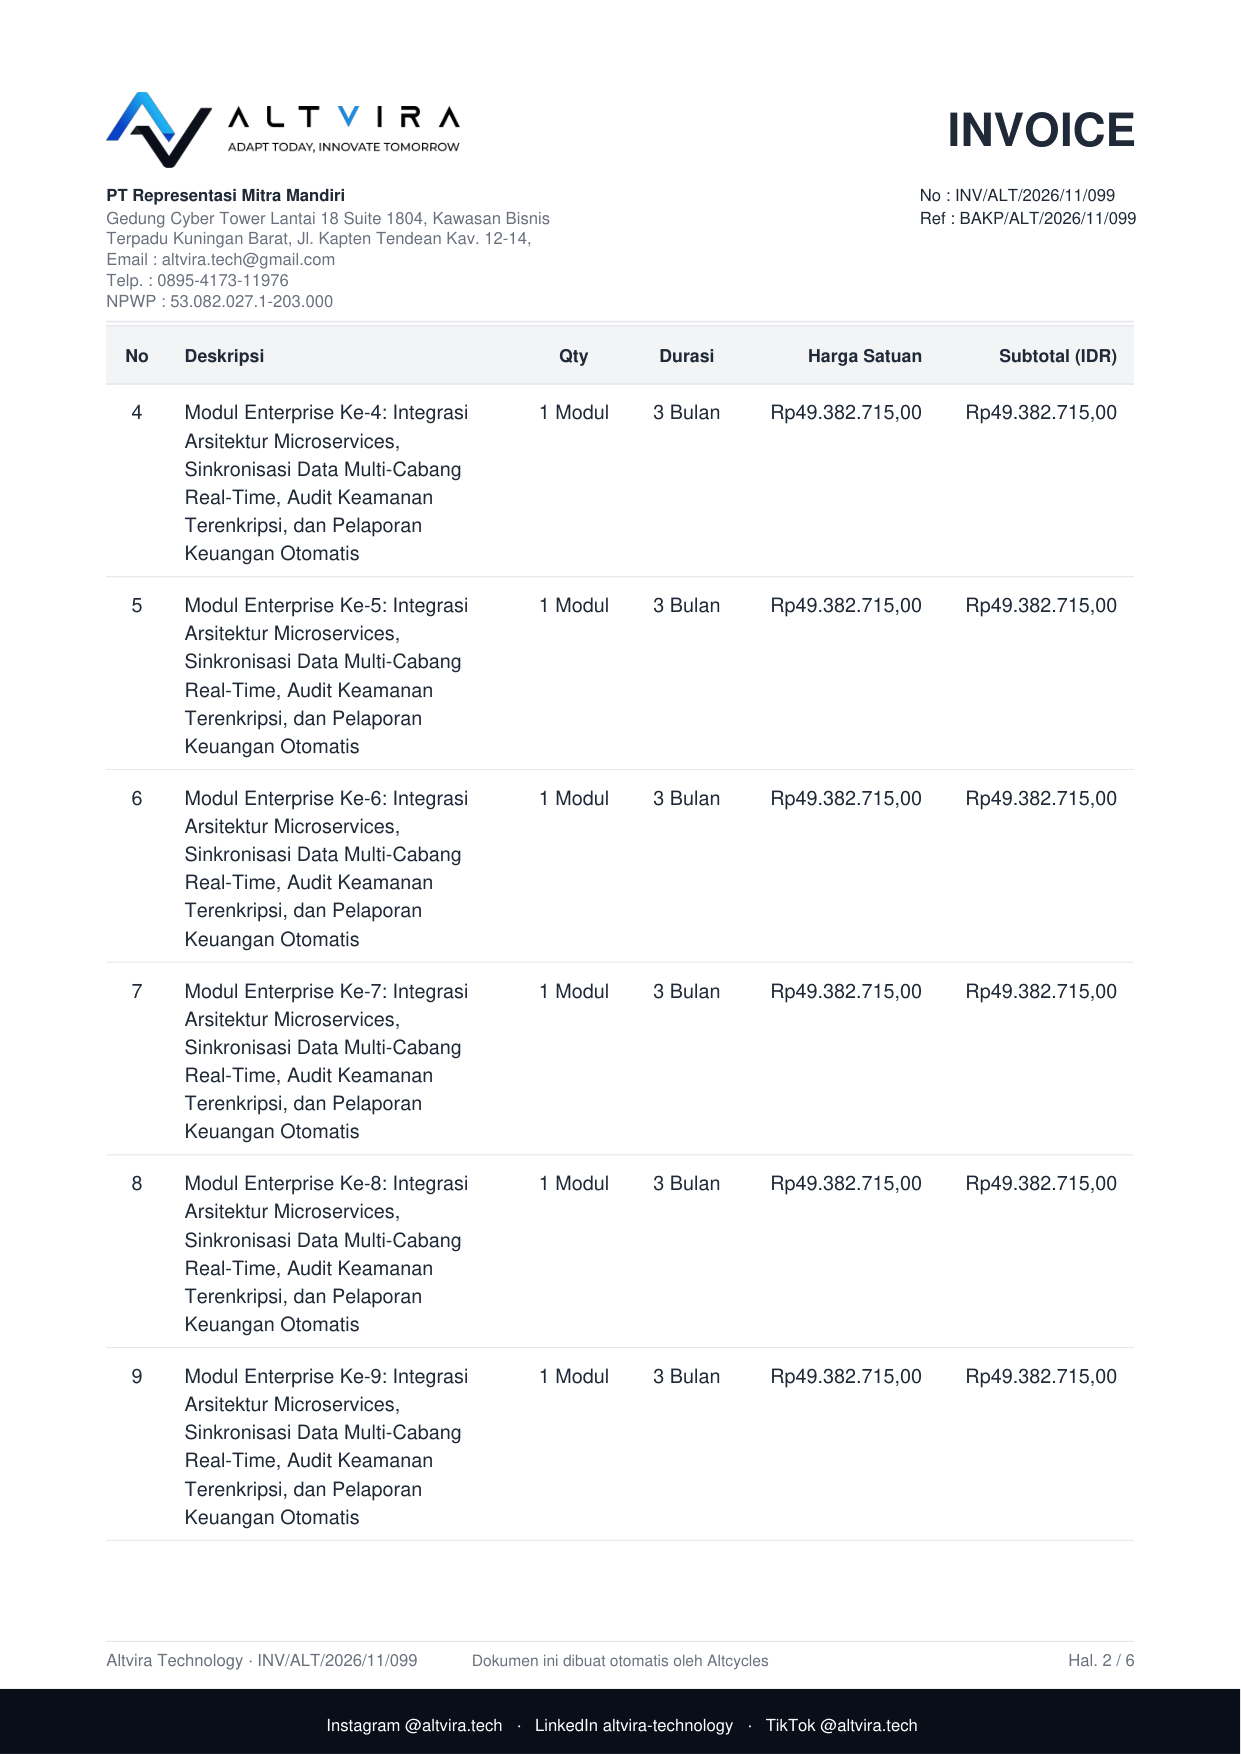 ALTVIRA
ADAPT TODAY, INNOVATE TOMORROW
INVOICE
PT Representasi Mitra Mandiri
Gedung Cyber Tower Lantai 18 Suite 1804, Kawasan Bisnis
Terpadu Kuningan Barat, Jl. Kapten Tendean Kav. 12-14,
Email : altvira.tech@gmail.com
Telp. : 0895-4173-11976
NPWP : 53.082.027.1-203.000
No : INV/ALT/2026/11/099
Ref : BAKP/ALT/2026/11/099
No Deskripsi Qty Durasi Harga Satuan Subtotal (IDR)
4 Modul Enterprise Ke-4: Integrasi 1 Modul 3 Bulan Rp49.382.715,00 Rp49.382.715,00
Arsitektur Microservices,
Sinkronisasi Data Multi-Cabang
Real-Time, Audit Keamanan
Terenkripsi, dan Pelaporan
Keuangan Otomatis
5 Modul Enterprise Ke-5: Integrasi 1 Modul 3 Bulan Rp49.382.715,00 Rp49.382.715,00
Arsitektur Microservices,
Sinkronisasi Data Multi-Cabang
Real-Time, Audit Keamanan
Terenkripsi, dan Pelaporan
Keuangan Otomatis
6 Modul Enterprise Ke-6: Integrasi 1 Modul 3 Bulan Rp49.382.715,00 Rp49.382.715,00
Arsitektur Microservices,
Sinkronisasi Data Multi-Cabang
Real-Time, Audit Keamanan
Terenkripsi, dan Pelaporan
Keuangan Otomatis
7 Modul Enterprise Ke-7: Integrasi 1 Modul 3 Bulan Rp49.382.715,00 Rp49.382.715,00
Arsitektur Microservices,
Sinkronisasi Data Multi-Cabang
Real-Time, Audit Keamanan
Terenkripsi, dan Pelaporan
Keuangan Otomatis
8 Modul Enterprise Ke-8: Integrasi 1 Modul 3 Bulan Rp49.382.715,00 Rp49.382.715,00
Arsitektur Microservices,
Sinkronisasi Data Multi-Cabang
Real-Time, Audit Keamanan
Terenkripsi, dan Pelaporan
Keuangan Otomatis
9 Modul Enterprise Ke-9: Integrasi 1 Modul 3 Bulan Rp49.382.715,00 Rp49.382.715,00
Arsitektur Microservices,
Sinkronisasi Data Multi-Cabang
Real-Time, Audit Keamanan
Terenkripsi, dan Pelaporan
Keuangan Otomatis
Altvira Technology · INV/ALT/2026/11/099 Dokumen ini dibuat otomatis oleh Altcycles Hal. 2 / 6
Instagram @altvira.tech · LinkedIn altvira-technology · TikTok @altvira.tech